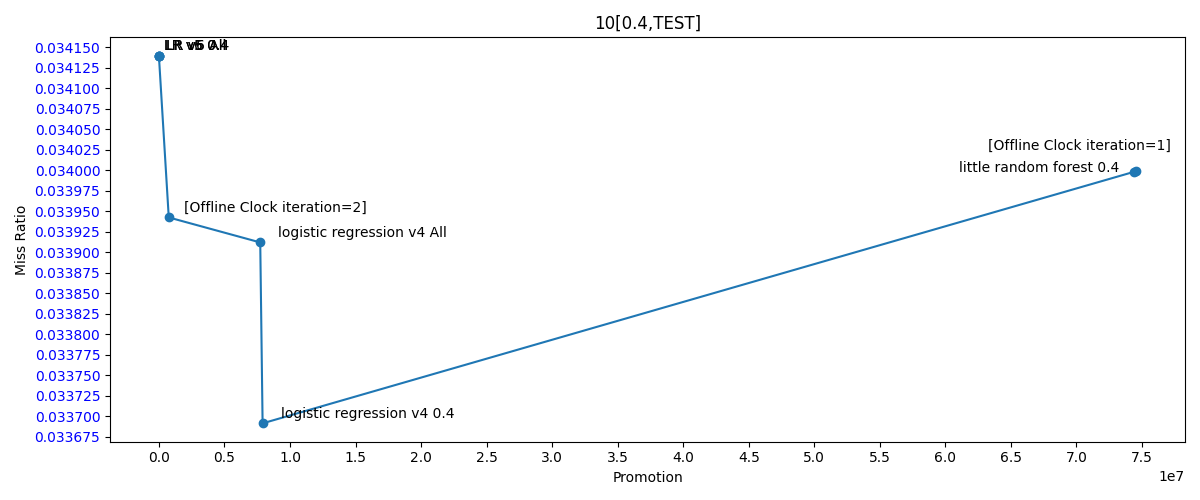 10[0.4,TEST]
0.034150
0.034125
0.034100
0.034075
0.034050
0.034025
0.034000
0.033975
0.033950
0.033925
0.033900
0.033875
0.033850
0.033825
0.033800
0.033775
0.033750
0.033725
0.033700
0.033675
Miss Ratio
[Offline Clock iteration=1]
little random forest 0.4
[Offline Clock iteration=2]
logistic regression v4 All
logistic regression v4 0.4
0.0 0.5 1.0 1.5 2.0 2.5 3.0 3.5 4.0 4.5 5.0 5.5 6.0 6.5 7.0 7.5
1e7
Promotion